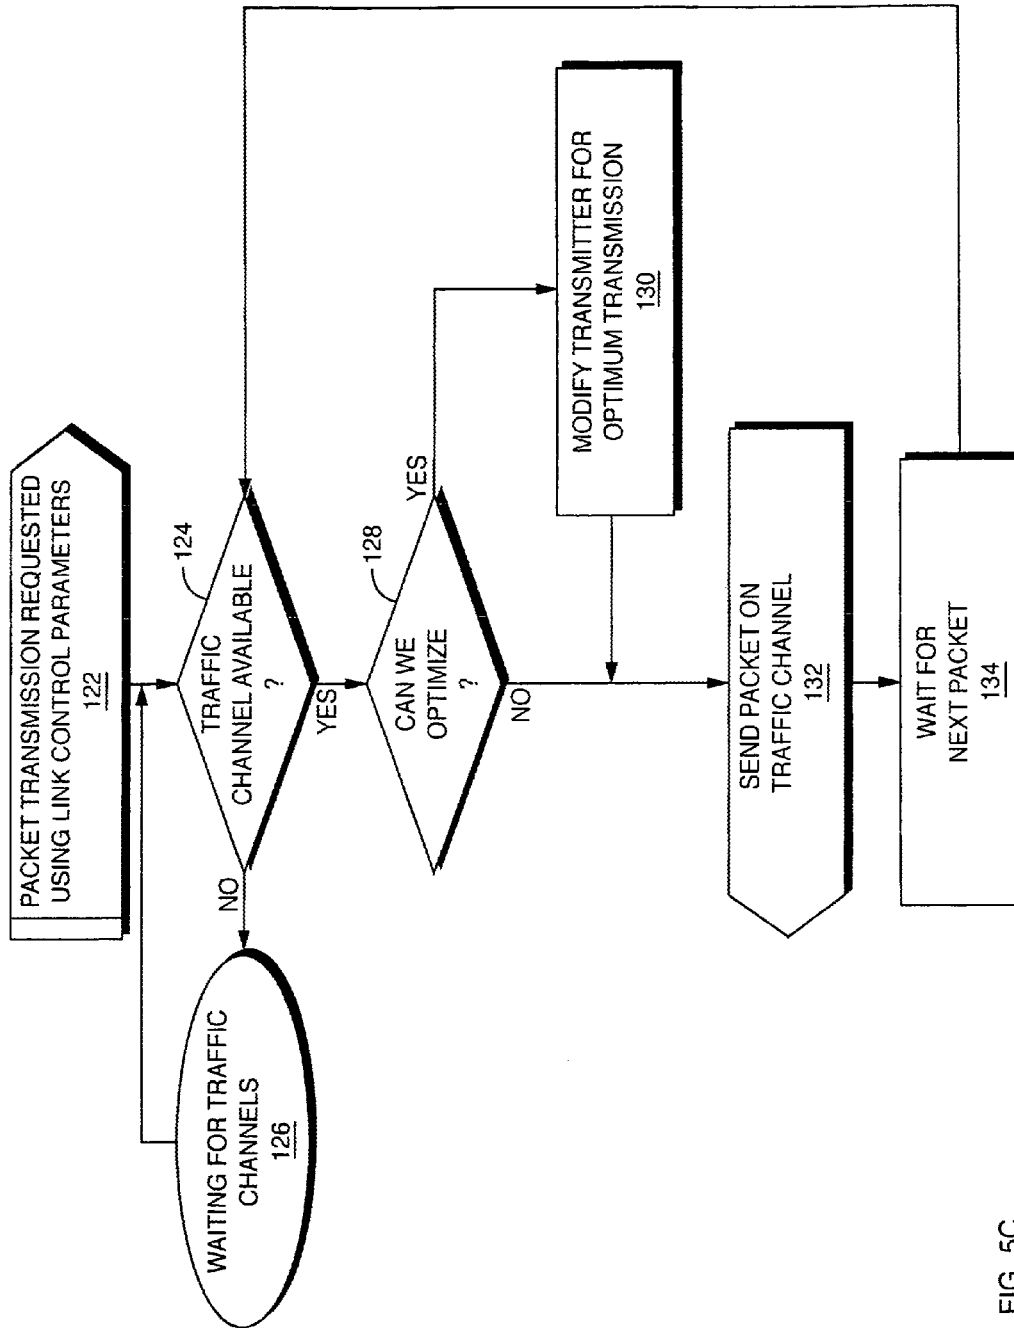 PACKET TRANSMISSION REQUESTED
USING LINK CONTROL PARAMETERS
122
124
TRAFFIC
CHANNEL AVAILABLE
?
NO
YES
WAITING FOR TRAFFIC
CHANNELS
126
128
CAN WE
OPTIMIZE
?
YES
NO
MODIFY TRANSMITTER FOR
OPTIMUM TRANSMISSION
130
SEND PACKET ON
TRAFFIC CHANNEL
132
WAIT FOR
NEXT PACKET
134
FIG. 5C